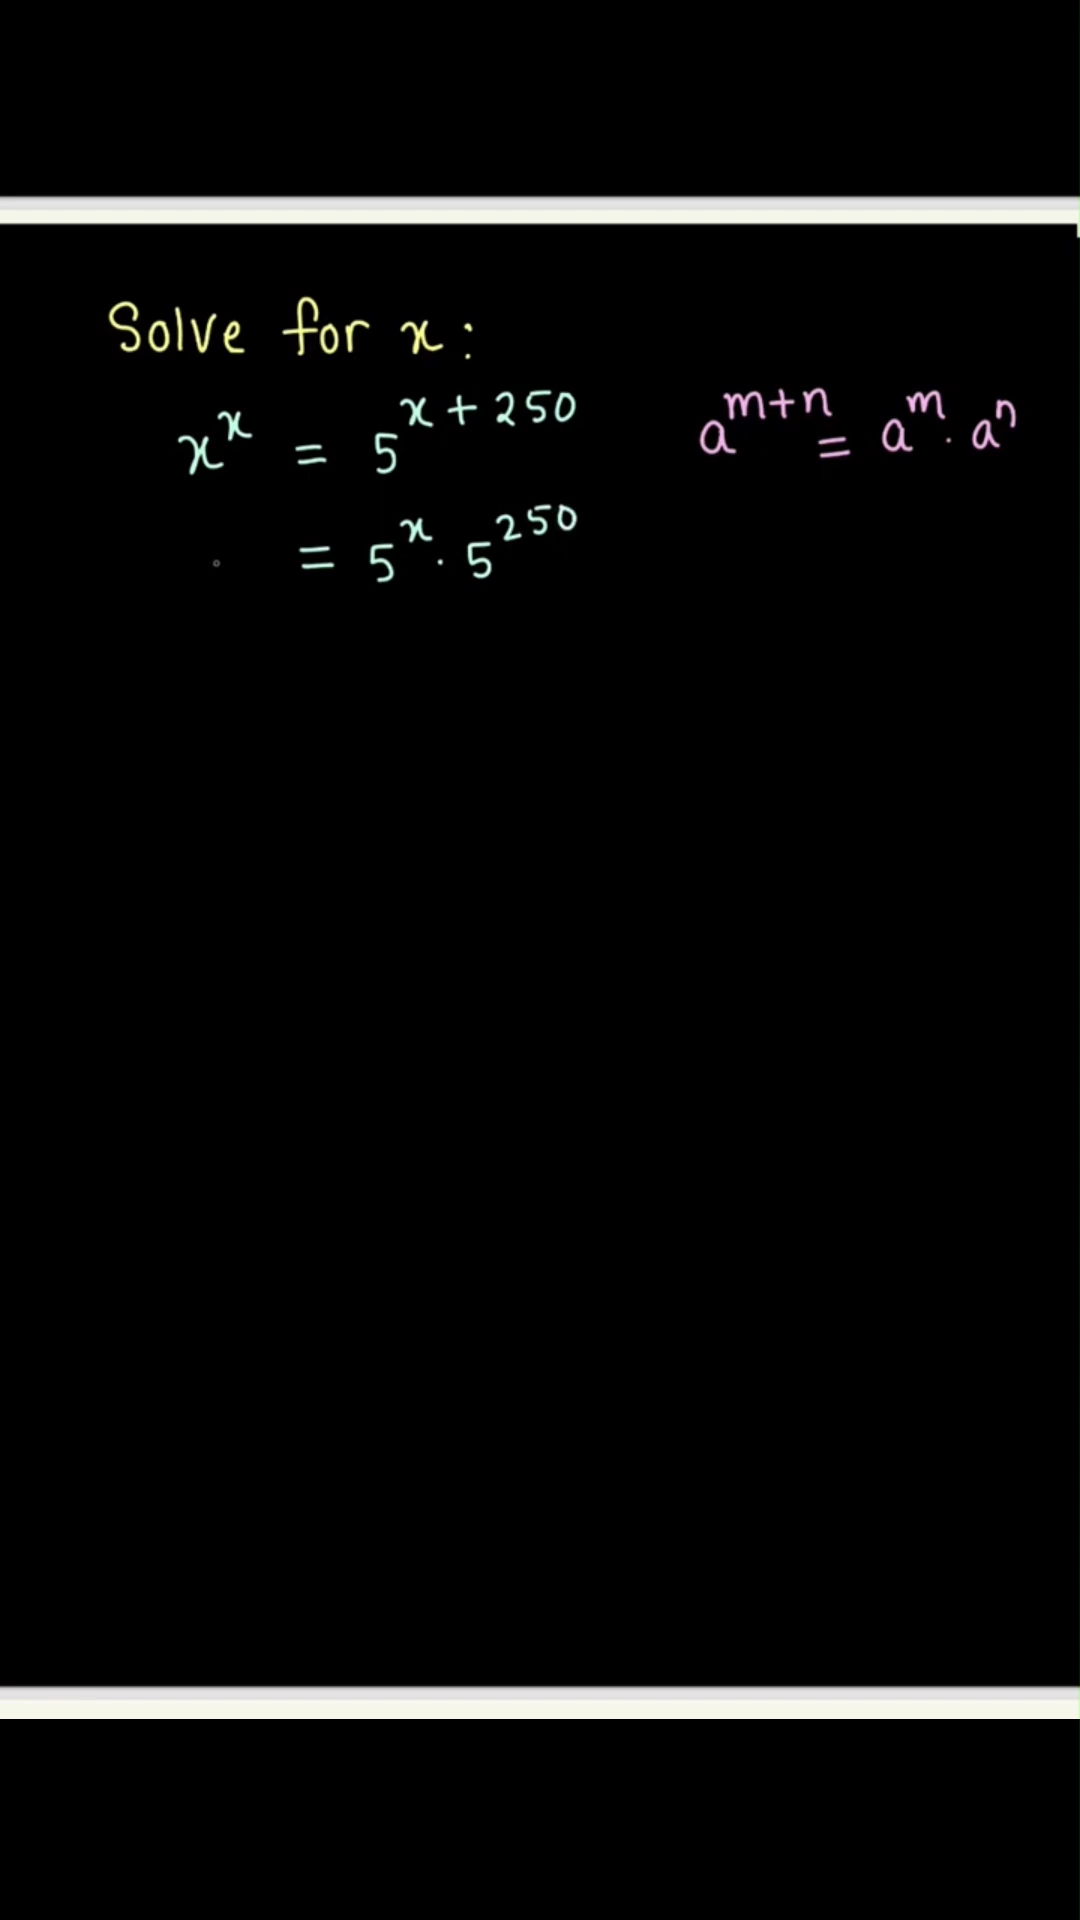 Solve for x:
x^x = 5^{x+250}    a^{m+n} = a^m · a^n
= 5^x · 5^{250}